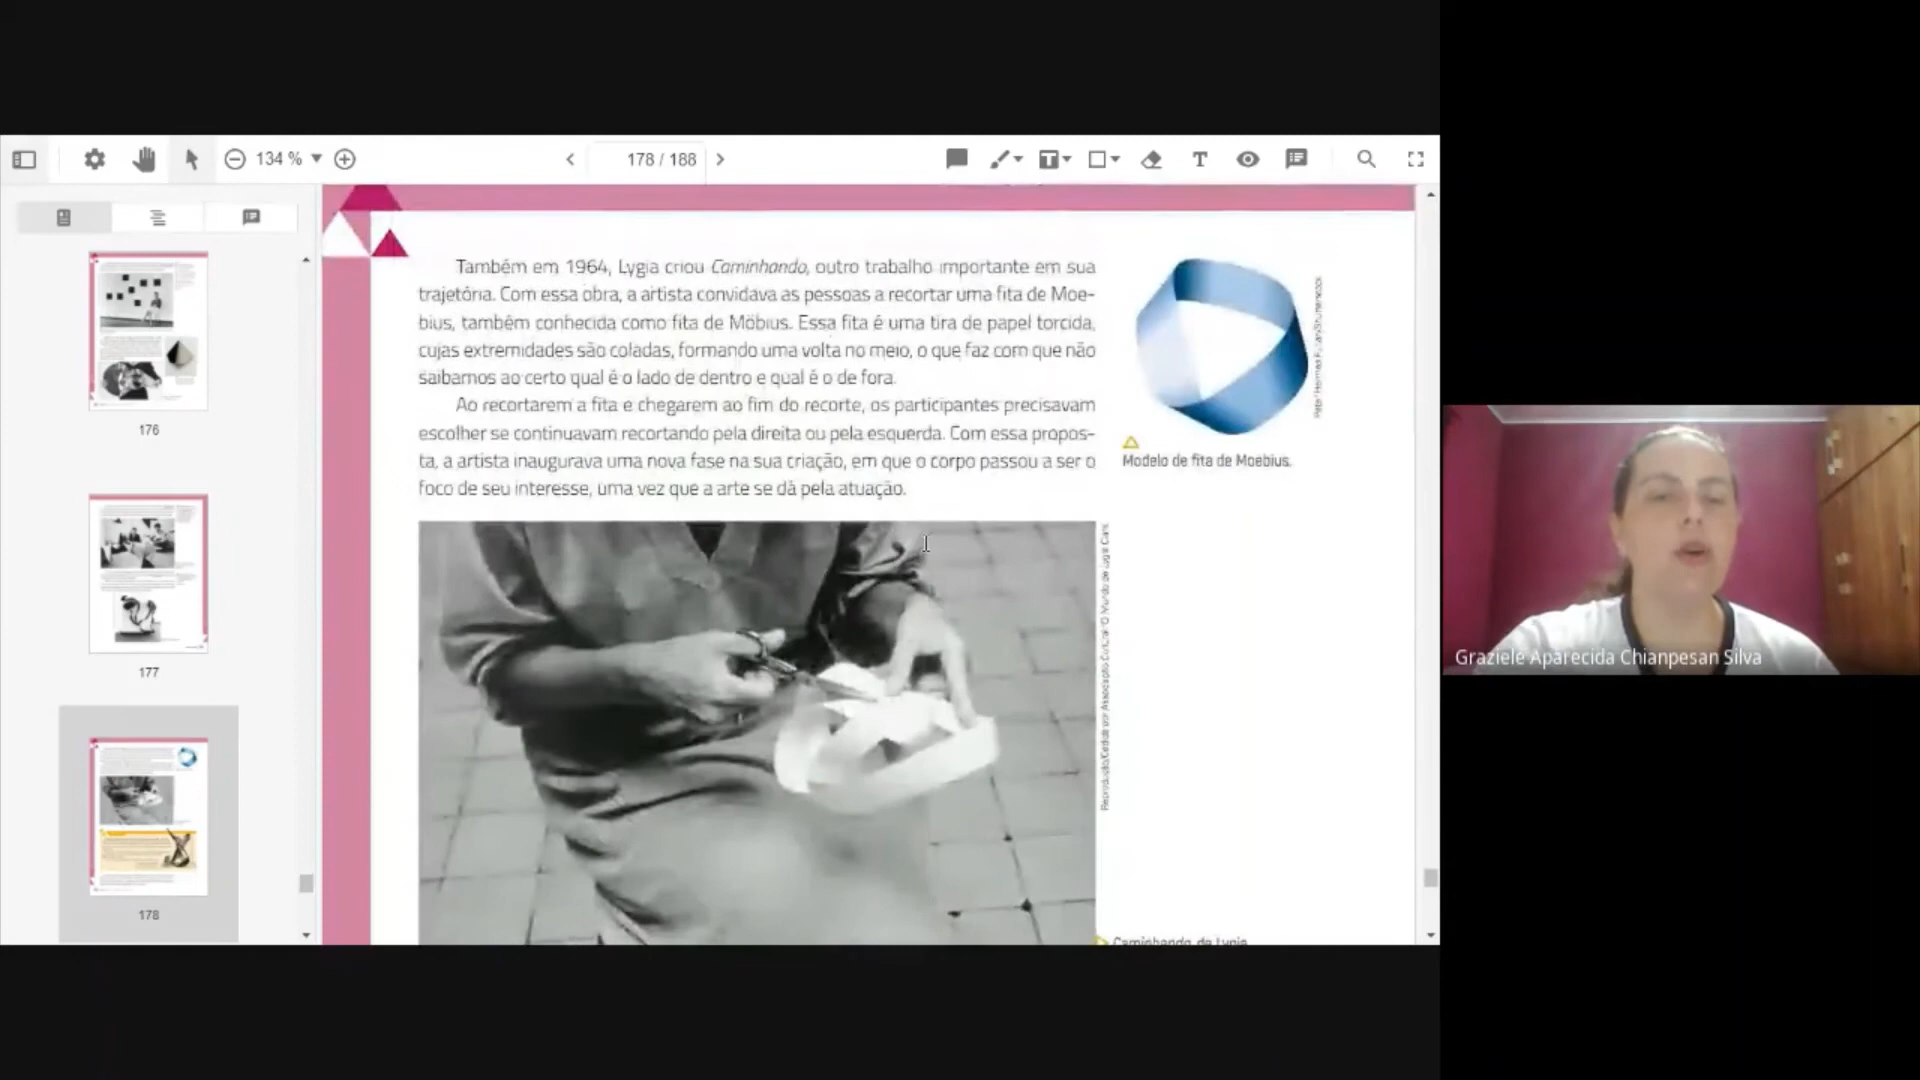 134 %
178 / 188
Também em 1964, Lygia criou Caminhando, outro trabalho importante em sua
trajetória. Com essa obra, a artista convidava as pessoas a recortar uma fita de Moe-
bius, também conhecida como fita de Möbius. Essa fita é uma tira de papel torcida,
cujas extremidades são coladas, formando uma volta no meio, o que faz com que não
saibamos ao certo qual é o lado de dentro e qual é o de fora.
Ao recortarem a fita e chegarem ao fim do recorte, os participantes precisavam
escolher se continuavam recortando pela direita ou pela esquerda. Com essa propos-
ta, a artista inaugurava uma nova fase na sua criação, em que o corpo passou a ser o
foco de seu interesse, uma vez que a arte se dá pela atuação.
Modelo de fita de Moebius.
Caminhando, de Lygia
176
177
178
Graziele Aparecida Chianpesan Silva